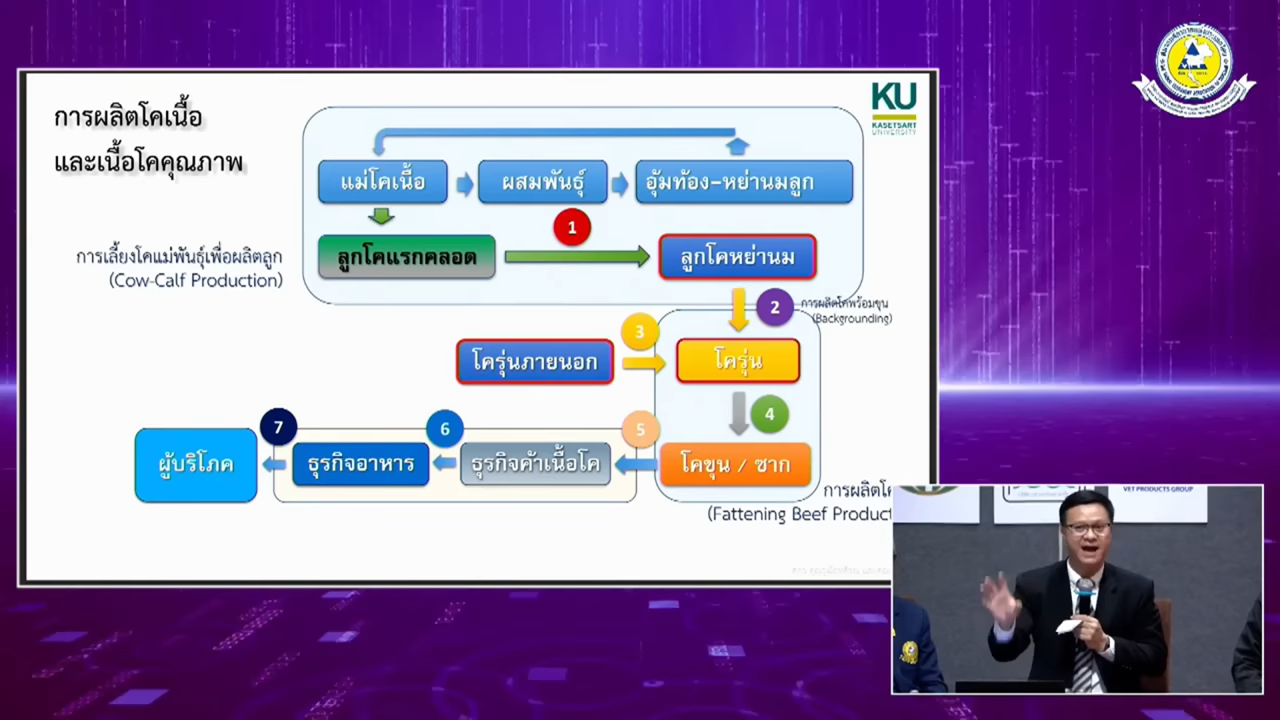 การผลิตโคเนื้อ
และเนื้อโคคุณภาพ
KU
KASETSART
UNIVERSITY
แม่โคเนื้อ
ผสมพันธุ์
อุ้มท้อง-หย่านมลูก
1
ลูกโคแรกคลอด
ลูกโคหย่านม
การเลี้ยงโคแม่พันธุ์เพื่อผลิตลูก
(Cow-Calf Production)
2
การผลิตโคพร้อมขุน
(Backgrounding)
3
โครุ่นภายนอก
โครุ่น
4
7
6
5
ผู้บริโภค
ธุรกิจอาหาร
ธุรกิจค้าเนื้อโค
โคขุน / ซาก
การผลิตโค
(Fattening Beef Product
VET PRODUCTS GROUP